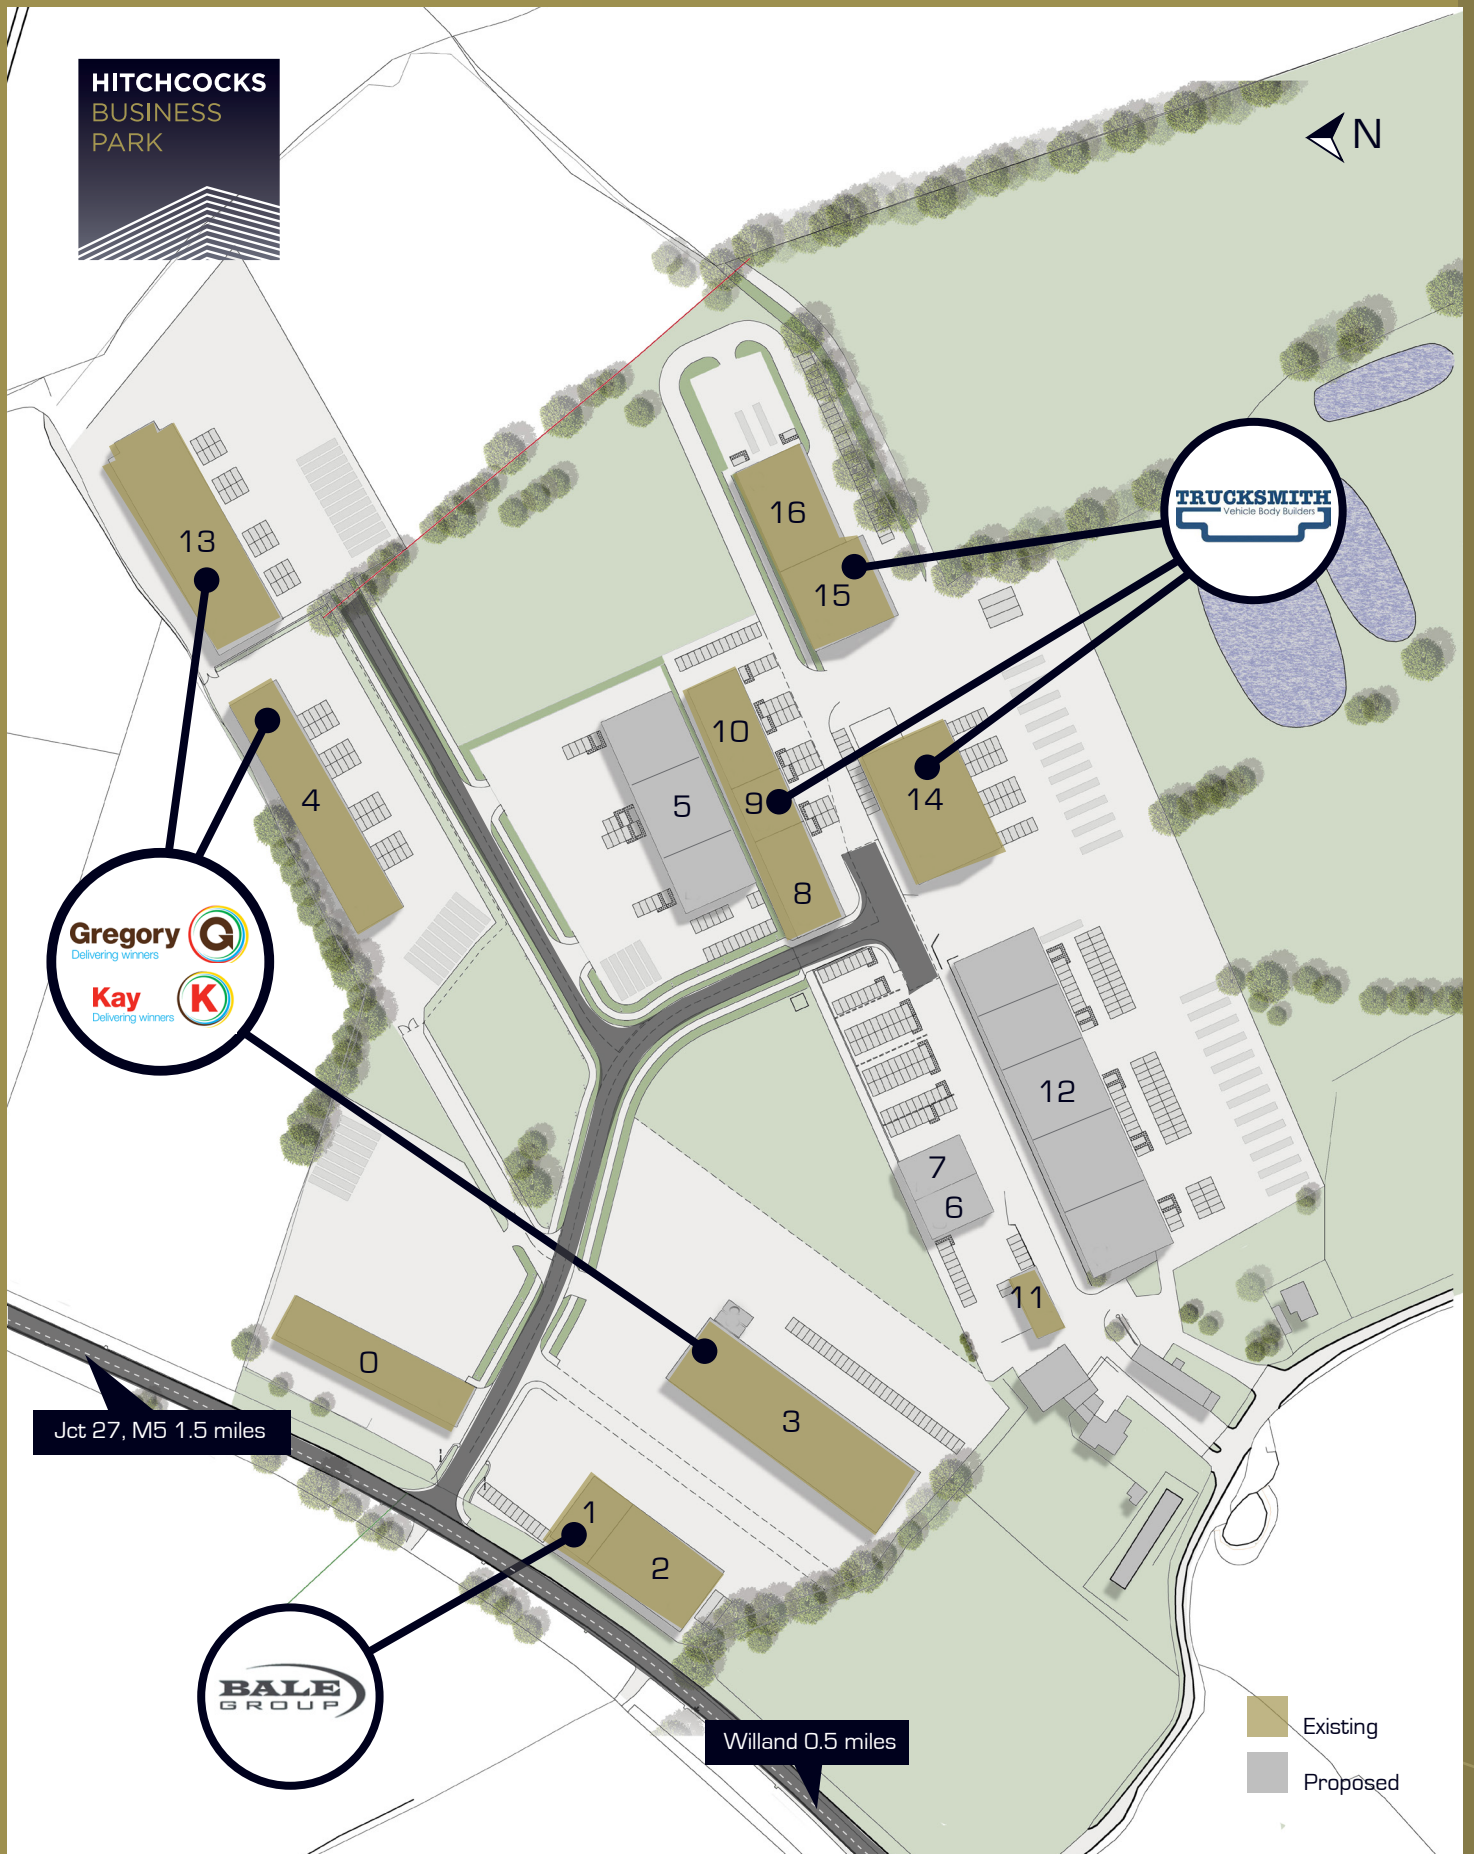 HITCHCOCKS
BUSINESS
PARK
N
TRUCKSMITH
Vehicle Body Builders
13
16
15
10
4
5
9
14
8
Gregory G
Delivering winners
Kay K
Delivering winners
12
7
6
11
0
Jct 27, M5 1.5 miles
3
1
2
BALE
GROUP
Willand 0.5 miles
Existing
Proposed